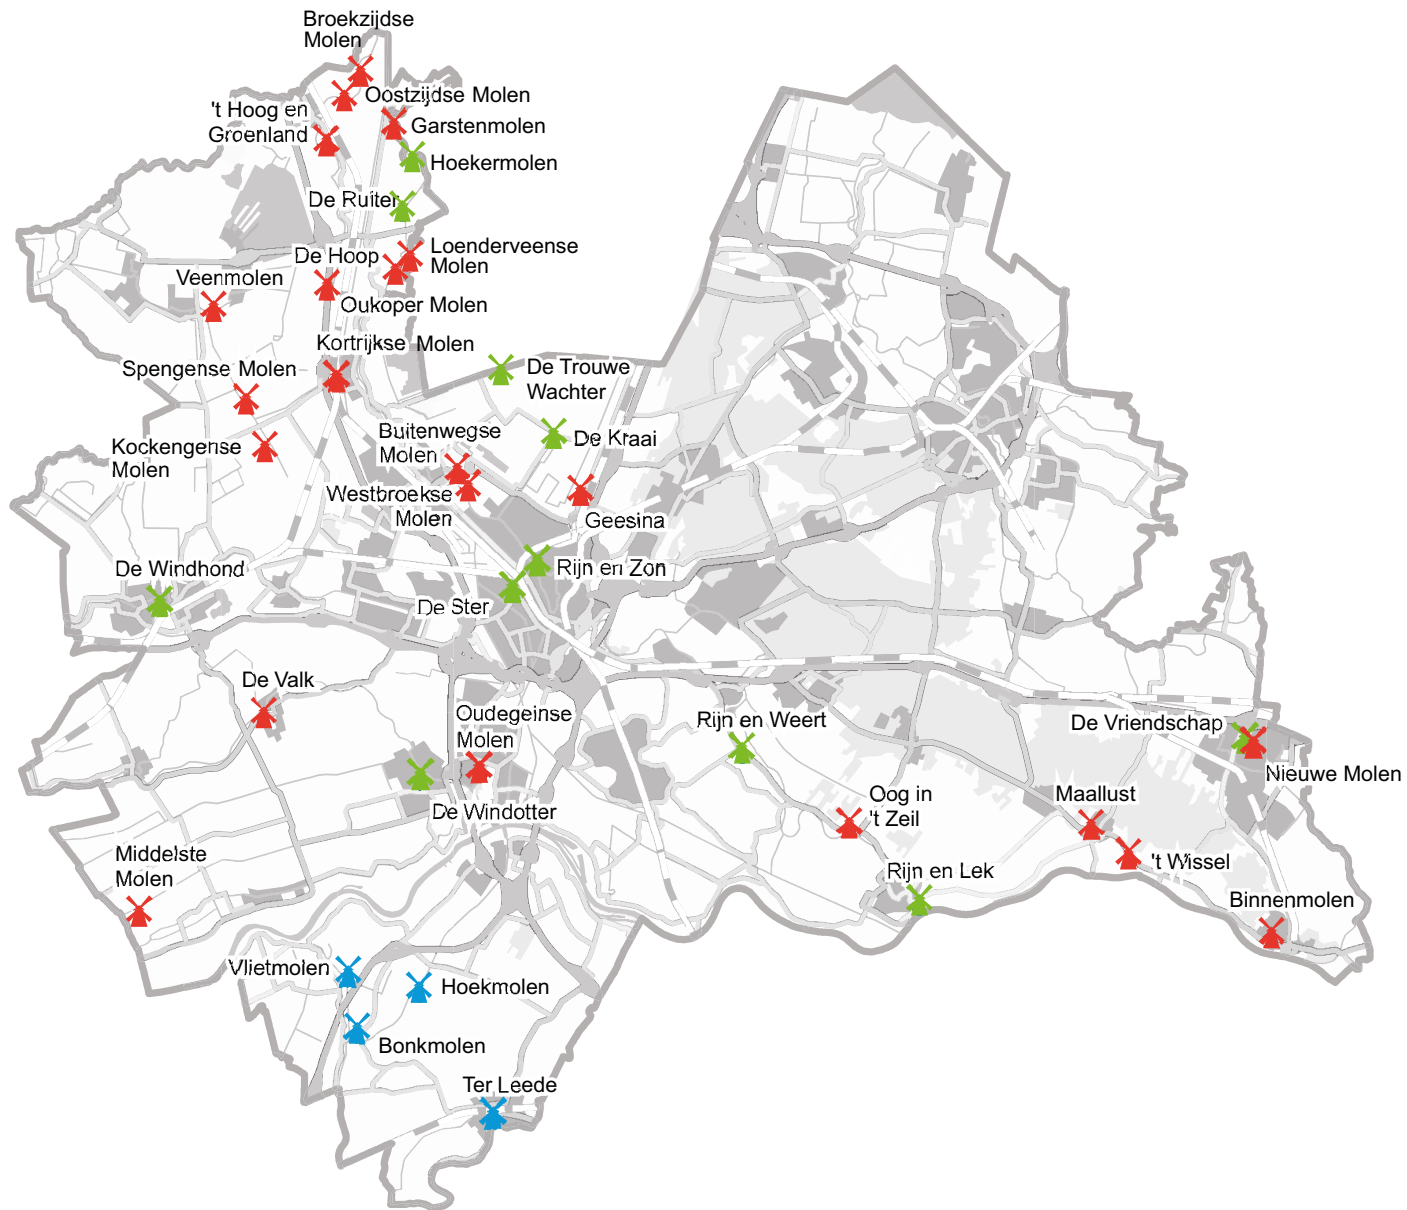 Broekzijdse
Molen
Oostzijdse Molen
't Hoog en
Groenland
Garstenmolen
Hoekermolen
De Ruiter
De Hoop
Loenderveense
Molen
Veenmolen
Oukoper Molen
Kortrijkse Molen
Spengense Molen
De Trouwe
Wachter
Buitenwegse
Molen
De Kraai
Kockengense
Molen
Westbroekse
Molen
Geesina
De Windhond
Rijn en Zon
De Ster
De Valk
Oudegeinse
Molen
Rijn en Weert
De Vriendschap
Nieuwe Molen
De Windotter
Oog in
't Zeil
Maallust
Middelste
Molen
't Wissel
Rijn en Lek
Binnenmolen
Vlietmolen
Hoekmolen
Bonkmolen
Ter Leede